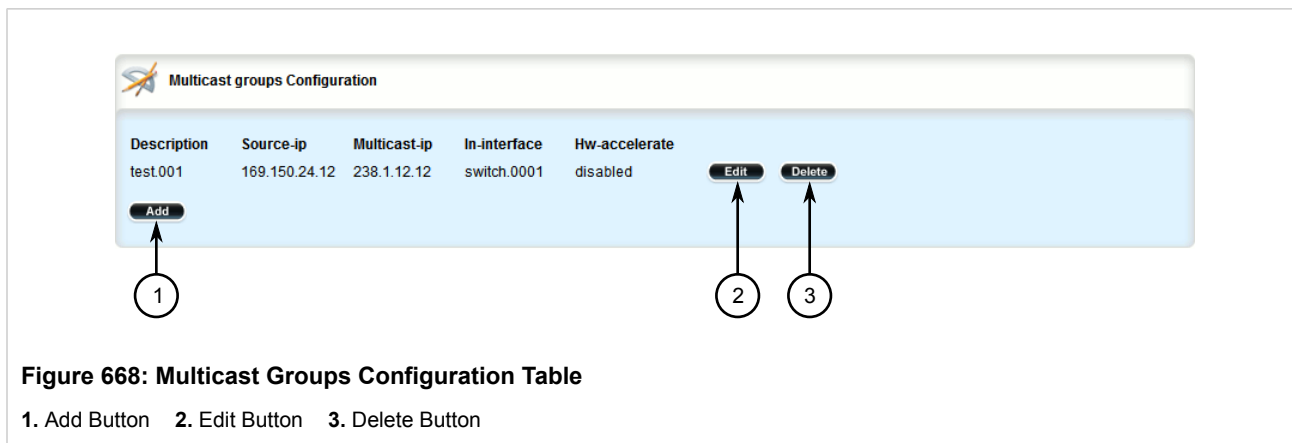 Multicast groups Configuration
Description Source-ip Multicast-ip In-interface Hw-accelerate
test.001 169.150.24.12 238.1.12.12 switch.0001 disabled Edit Delete
Add
1 2 3
Figure 668: Multicast Groups Configuration Table
1. Add Button 2. Edit Button 3. Delete Button